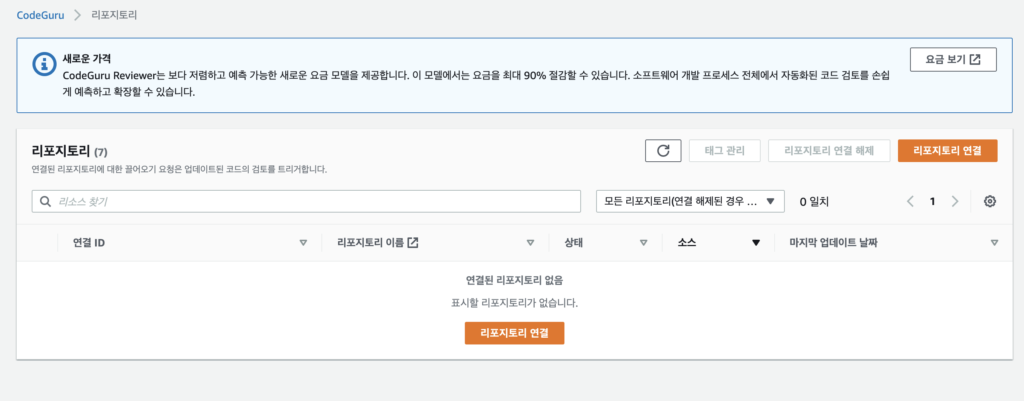 CodeGuru > 리포지토리
새로운 가격
CodeGuru Reviewer는 보다 저렴하고 예측 가능한 새로운 요금 모델을 제공합니다. 이 모델에서는 요금을 최대 90% 절감할 수 있습니다. 소프트웨어 개발 프로세스 전체에서 자동화된 코드 검토를 손쉽
게 예측하고 확장할 수 있습니다.
요금 보기
리포지토리 (7)
연결된 리포지토리에 대한 끌어오기 요청은 업데이트된 코드의 검토를 트리거합니다.
태그 관리
리포지토리 연결 해제
리포지토리 연결
리소스 찾기
모든 리포지토리(연결 해제된 경우 ...
0 일치
1
연결 ID
리포지토리 이름
상태
소스
마지막 업데이트 날짜
연결된 리포지토리 없음
표시할 리포지토리가 없습니다.
리포지토리 연결